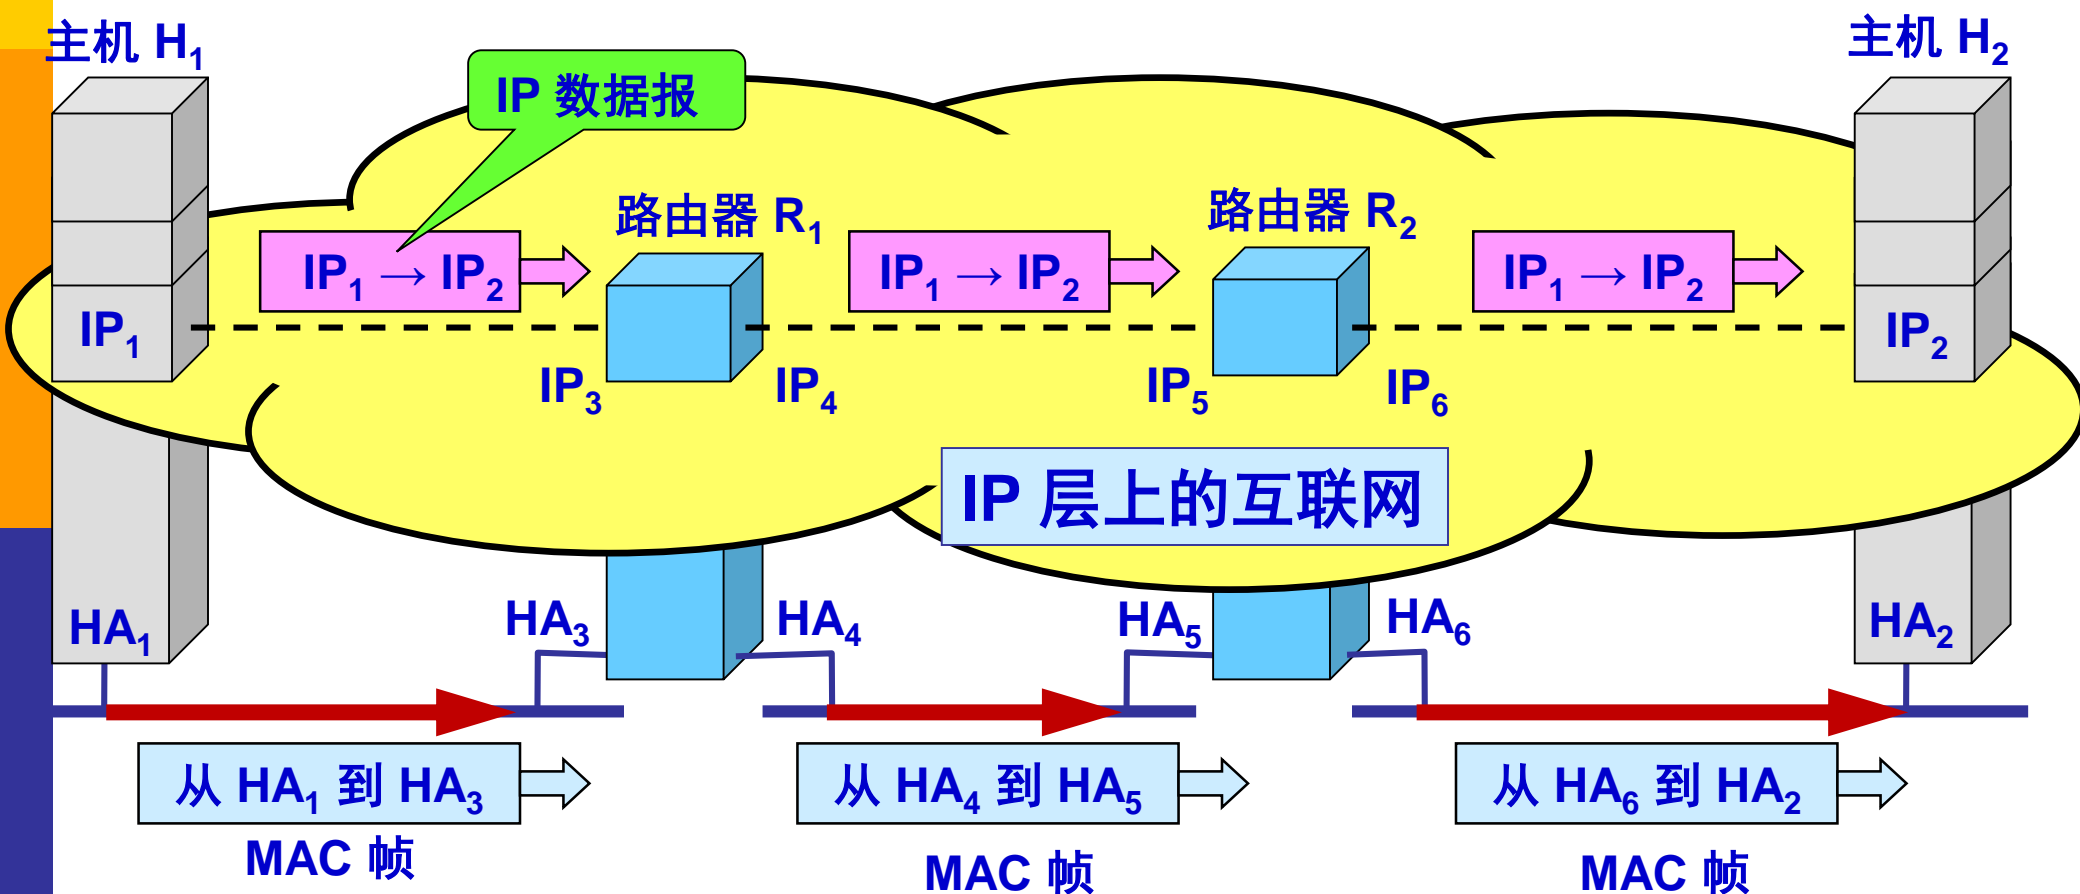 主机 H₁
主机 H₂
IP 数据报
路由器 R₁
路由器 R₂
IP₁ → IP₂
IP₁ → IP₂
IP₁ → IP₂
IP₁
IP₂
IP₃
IP₄
IP₅
IP₆
IP 层上的互联网
HA₁
HA₃
HA₄
HA₅
HA₆
HA₂
从 HA₁ 到 HA₃
从 HA₄ 到 HA₅
从 HA₆ 到 HA₂
MAC 帧
MAC 帧
MAC 帧